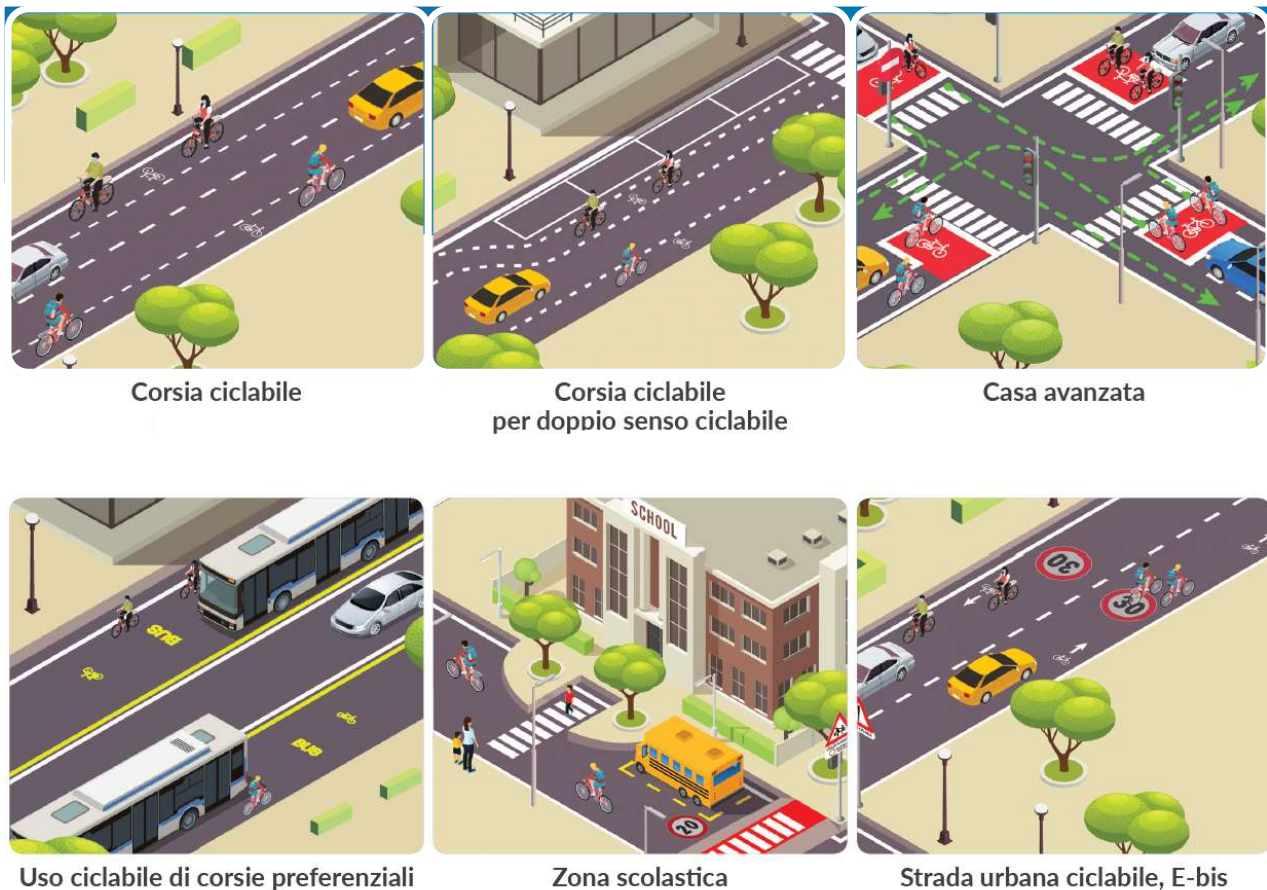 Corsia ciclabile
Corsia ciclabile
per doppio senso ciclabile
Casa avanzata
BUS
BUS
SCHOOL
20
30
30
Uso ciclabile di corsie preferenziali
Zona scolastica
Strada urbana ciclabile, E-bis